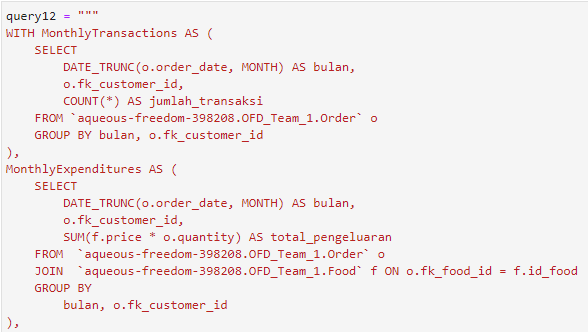 query12 = """
WITH MonthlyTransactions AS (
    SELECT
        DATE_TRUNC(o.order_date, MONTH) AS bulan,
        o.fk_customer_id,
        COUNT(*) AS jumlah_transaksi
    FROM `aqueous-freedom-398208.OFD_Team_1.Order` o
    GROUP BY bulan, o.fk_customer_id
),
MonthlyExpenditures AS (
    SELECT
        DATE_TRUNC(o.order_date, MONTH) AS bulan,
        o.fk_customer_id,
        SUM(f.price * o.quantity) AS total_pengeluaran
    FROM  `aqueous-freedom-398208.OFD_Team_1.Order` o
    JOIN  `aqueous-freedom-398208.OFD_Team_1.Food` f ON o.fk_food_id = f.id_food
    GROUP BY
        bulan, o.fk_customer_id
),